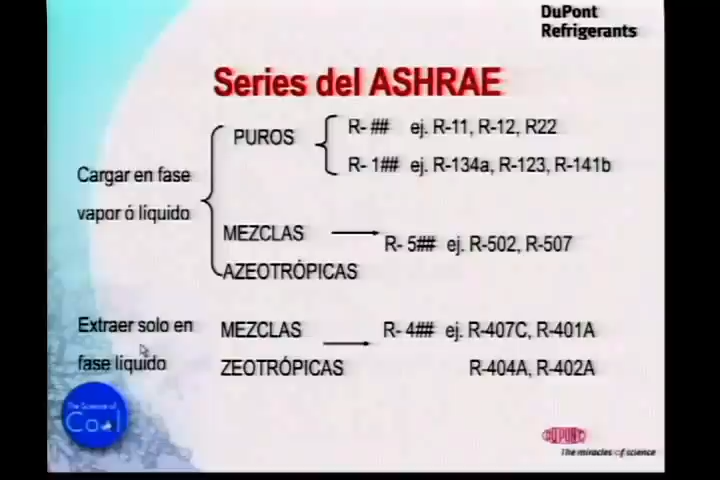 DuPont
Refrigerants
Series del ASHRAE
PUROS
R- ## ej. R-11, R-12, R22
R- 1## ej. R-134a, R-123, R-141b
Cargar en fase
vapor ó líquido
MEZCLAS
AZEOTRÓPICAS
R- 5## ej. R-502, R-507
Extraer solo en
fase líquido
MEZCLAS
ZEOTRÓPICAS
R- 4## ej. R-407C, R-401A
R-404A, R-402A
The Science of
Cool
DUPONT
The miracles of science